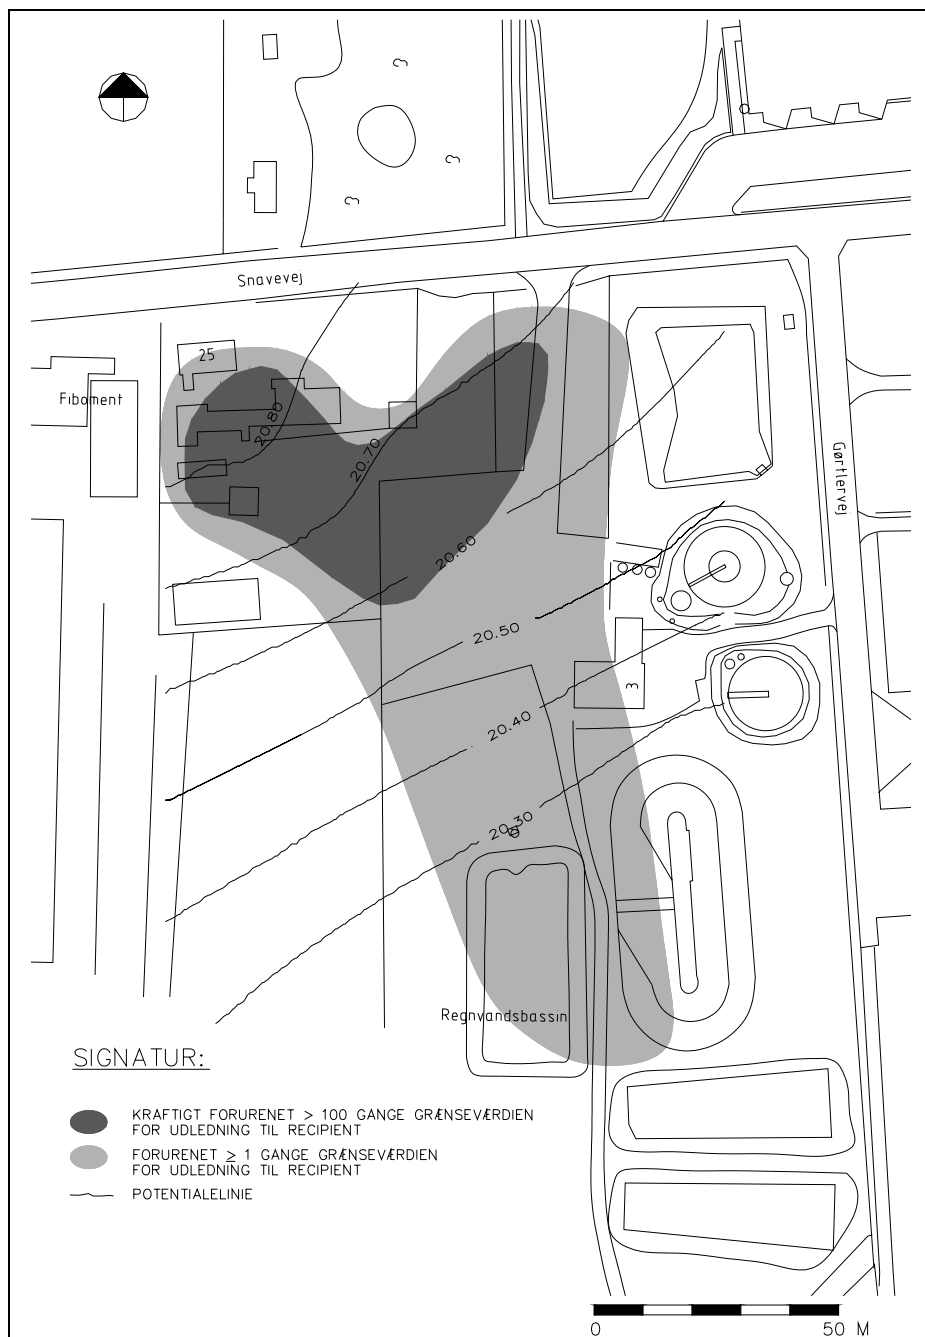 Snavevej
25
Fiboment
20.80
20.70
Gørtlervej
20.60
20.50
3
20.40
20.30
Regnvandsbassin
SIGNATUR:
KRAFTIGT FORURENET > 100 GANGE GRÆNSEVÆRDIEN
FOR UDLEDNING TIL RECIPIENT
FORURENET ≥ 1 GANGE GRÆNSEVÆRDIEN
FOR UDLEDNING TIL RECIPIENT
POTENTIALELINIE
0 50 M